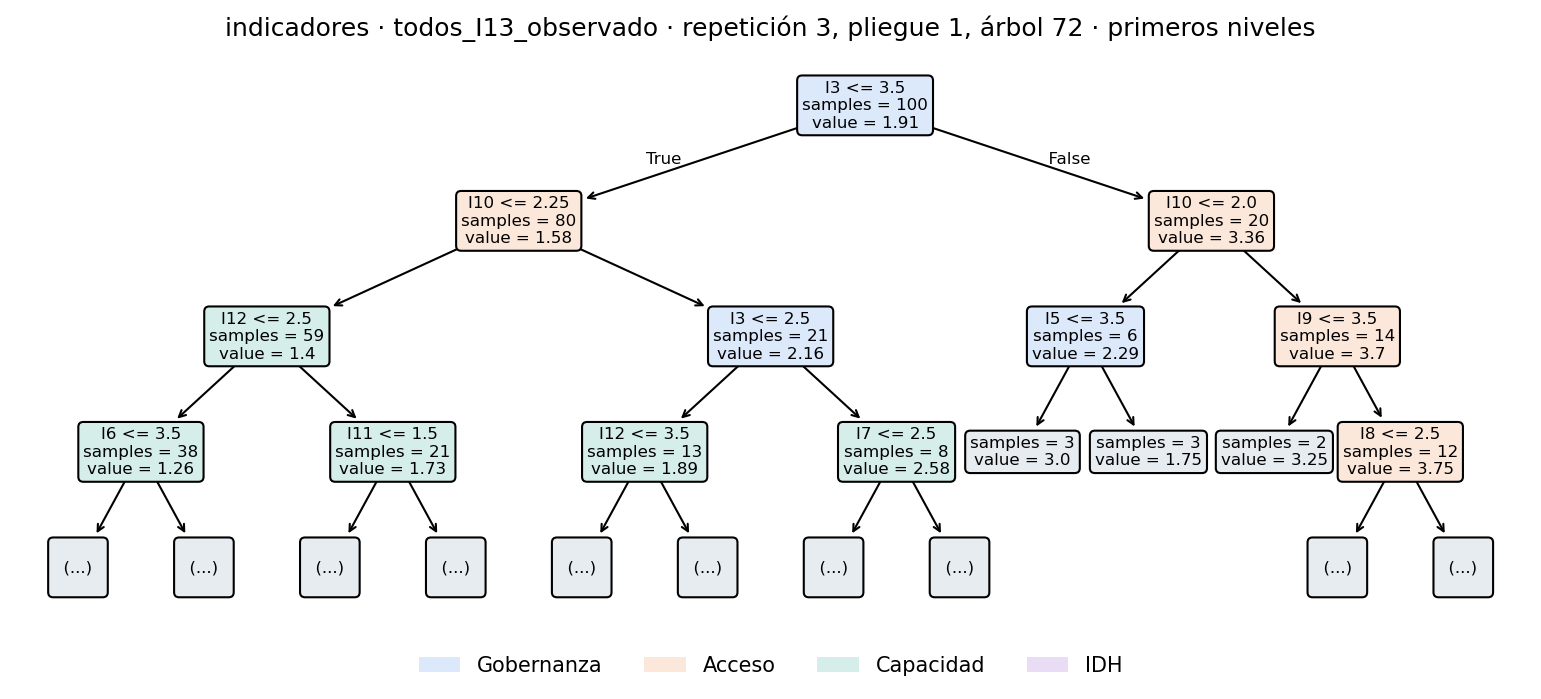 indicadores · todos_I13_observado · repetición 3, pliegue 1, árbol 72 · primeros niveles
I3 <= 3.5
samples = 100
value = 1.91
True
False
I10 <= 2.25
samples = 80
value = 1.58
I10 <= 2.0
samples = 20
value = 3.36
I12 <= 2.5
samples = 59
value = 1.4
I3 <= 2.5
samples = 21
value = 2.16
I5 <= 3.5
samples = 6
value = 2.29
I9 <= 3.5
samples = 14
value = 3.7
I6 <= 3.5
samples = 38
value = 1.26
I11 <= 1.5
samples = 21
value = 1.73
I12 <= 3.5
samples = 13
value = 1.89
I7 <= 2.5
samples = 8
value = 2.58
samples = 3
value = 3.0
samples = 3
value = 1.75
samples = 2
value = 3.25
I8 <= 2.5
samples = 12
value = 3.75
(...)
(...)
(...)
(...)
(...)
(...)
(...)
(...)
(...)
(...)
Gobernanza
Acceso
Capacidad
IDH